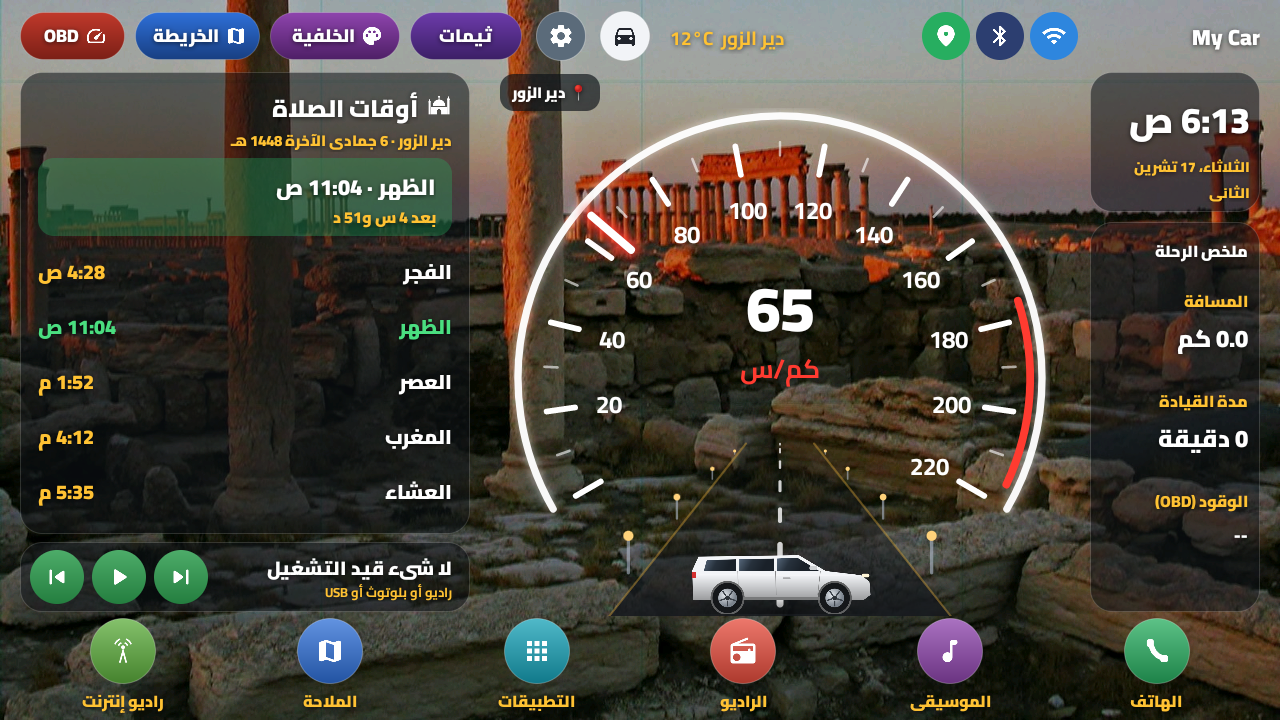 My Car
دير الزور 12°C
ثيمات
الخلفية
الخريطة
OBD
6:13 ص
الثلاثاء، 17 تشرين
الثاني
ملخص الرحلة
المسافة
0.0 كم
مدة القيادة
0 دقيقة
الوقود (OBD)
--
دير الزور
20
40
60
80
100
120
140
160
180
200
220
65
كم/س
أوقات الصلاة
دير الزور · 6 جمادى الآخرة 1448 هـ
الظهر · 11:04 ص
بعد 4 س و51 د
الفجر 4:28 ص
الظهر 11:04 ص
العصر 1:52 م
المغرب 4:12 م
العشاء 5:35 م
لا شيء قيد التشغيل
راديو أو بلوتوث أو USB
الهاتف
الموسيقى
الراديو
التطبيقات
الملاحة
راديو إنترنت